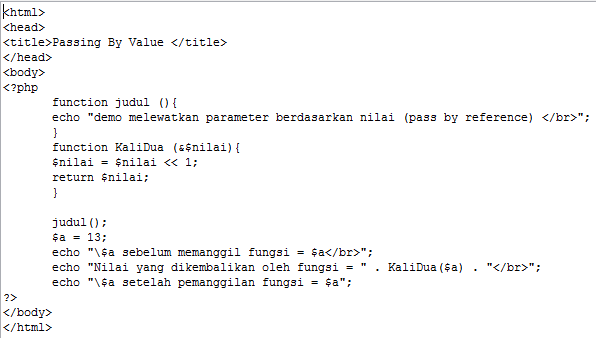 <html>
<head>
<title>Passing By Value </title>
</head>
<body>
<?php
function judul (){
echo "demo melewatkan parameter berdasarkan nilai (pass by reference) </br>";
}
function KaliDua (&$nilai){
$nilai = $nilai << 1;
return $nilai;
}
judul();
$a = 13;
echo "\$a sebelum memanggil fungsi = $a</br>";
echo "Nilai yang dikembalikan oleh fungsi = " . KaliDua($a) . "</br>";
echo "\$a setelah pemanggilan fungsi = $a";
?>
</body>
</html>